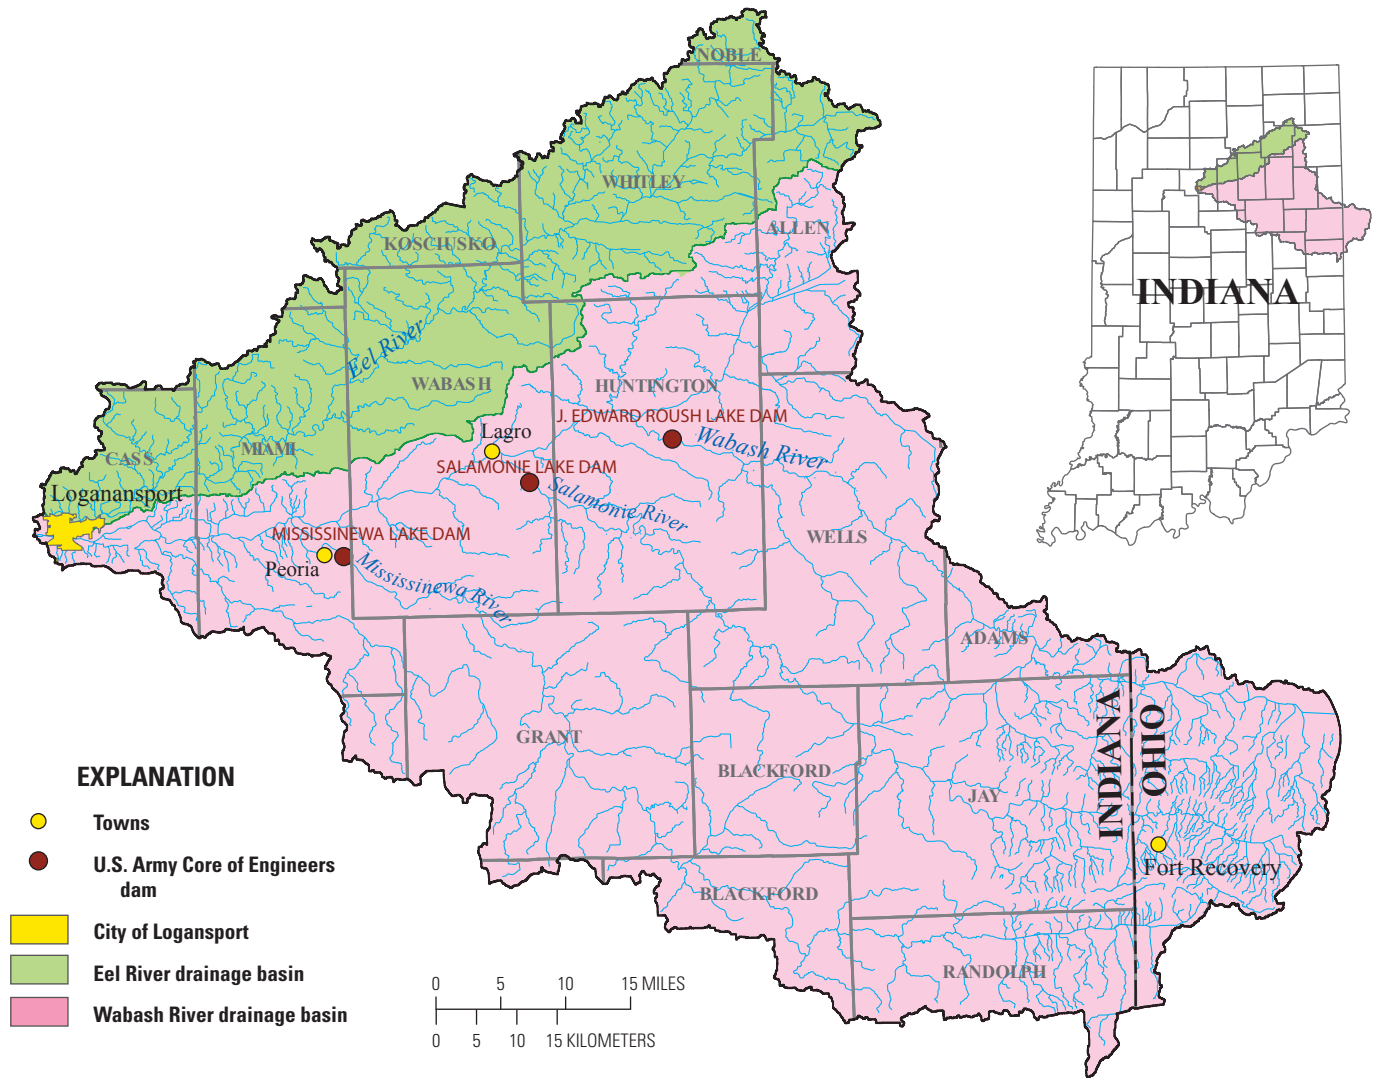 NOBLE
WHITLEY
ALLEN
KOSCIUSKO
Eel River
WABASH
HUNTINGTON
J. EDWARD ROUSH LAKE DAM
Wabash River
Lagro
SALAMONIE LAKE DAM
Salamonie River
MIAMI
CASS
Loganansport
MISSISSINEWA LAKE DAM
Peoria
Mississinewa River
WELLS
ADAMS
GRANT
BLACKFORD
JAY
INDIANA
OHIO
Fort Recovery
BLACKFORD
RANDOLPH
INDIANA
EXPLANATION
Towns
U.S. Army Core of Engineers
dam
City of Logansport
Eel River drainage basin
Wabash River drainage basin
0 5 10 15 MILES
0 5 10 15 KILOMETERS